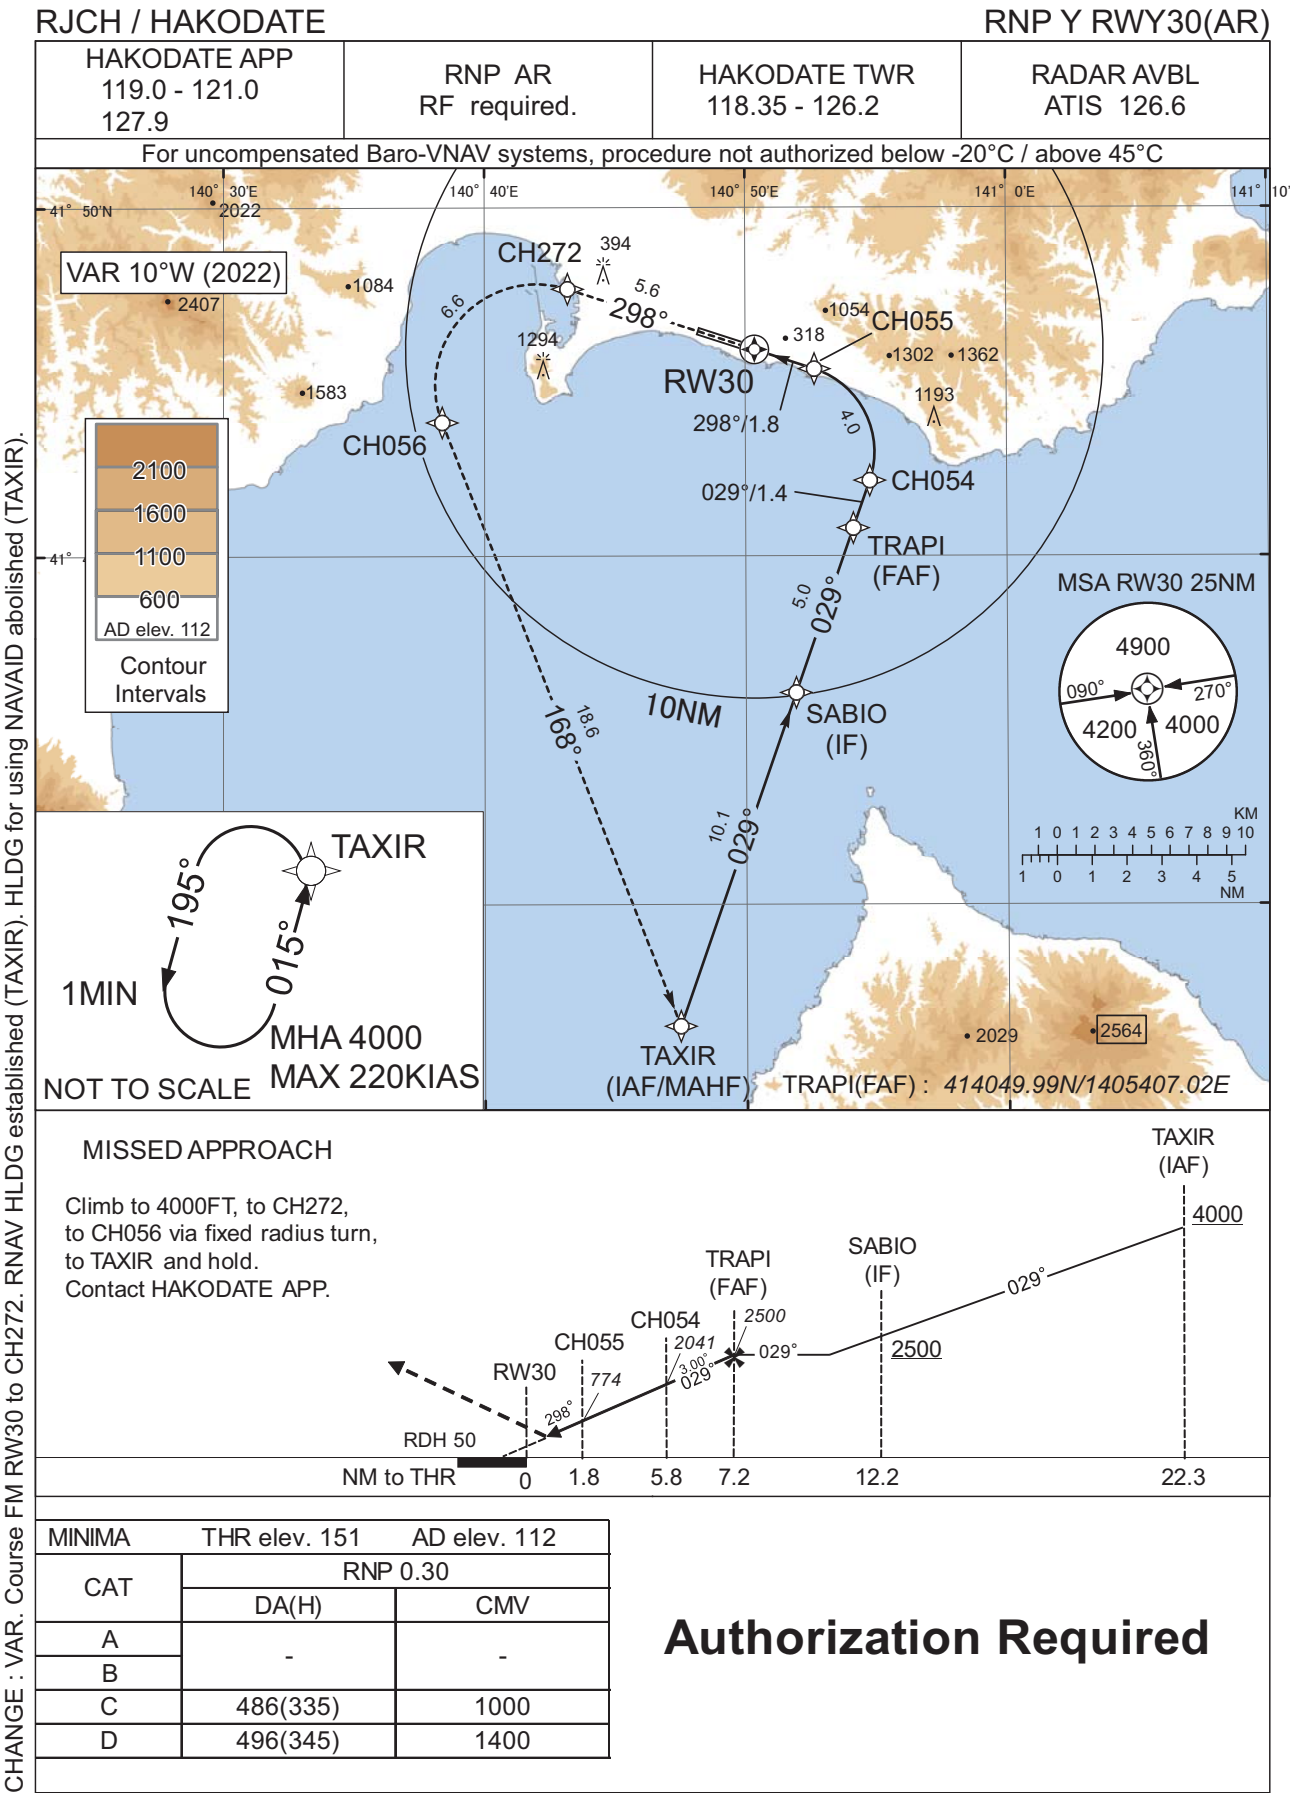 RJCH / HAKODATE
RNP Y RWY30(AR)
HAKODATE APP
119.0 - 121.0
127.9
RNP AR
RF required.
HAKODATE TWR
118.35 - 126.2
RADAR AVBL
ATIS 126.6
For uncompensated Baro-VNAV systems, procedure not authorized below -20°C / above 45°C
140° 30'E
140° 40'E
140° 50'E
141° 0'E
141° 10'
41° 50'N
2022
VAR 10°W (2022)
2407
1084
1583
CH272
394
5.6
298°
6.6
1294
318
1054
CH055
1302
1362
1193
RW30
298°/1.8
4.0
CH056
CH054
029°/1.4
TRAPI
(FAF)
41°
2100
1600
1100
600
AD elev. 112
Contour
Intervals
5.0
029°
MSA RW30 25NM
4900
090°
270°
4200
4000
360°
10NM
SABIO
(IF)
18.6
168°
10.1
029°
KM
1 0 1 2 3 4 5 6 7 8 9 10
1 0 1 2 3 4 5
NM
TAXIR
195°
015°
1MIN
MHA 4000
MAX 220KIAS
NOT TO SCALE
2029
2564
TAXIR
(IAF/MAHF)
TRAPI(FAF) : 414049.99N/1405407.02E
MISSED APPROACH
Climb to 4000FT, to CH272,
to CH056 via fixed radius turn,
to TAXIR and hold.
Contact HAKODATE APP.
TAXIR
(IAF)
4000
SABIO
(IF)
029°
2500
TRAPI
(FAF)
2500
029°
CH054
2041
3.00°
029°
CH055
774
RW30
298°
RDH 50
NM to THR
0
1.8
5.8
7.2
12.2
22.3
MINIMA THR elev. 151 AD elev. 112
CAT
RNP 0.30
DA(H)
CMV
A
B
-
-
C 486(335) 1000
D 496(345) 1400
Authorization Required
CHANGE : VAR. Course FM RW30 to CH272. RNAV HLDG established (TAXIR). HLDG for using NAVAID abolished (TAXIR).